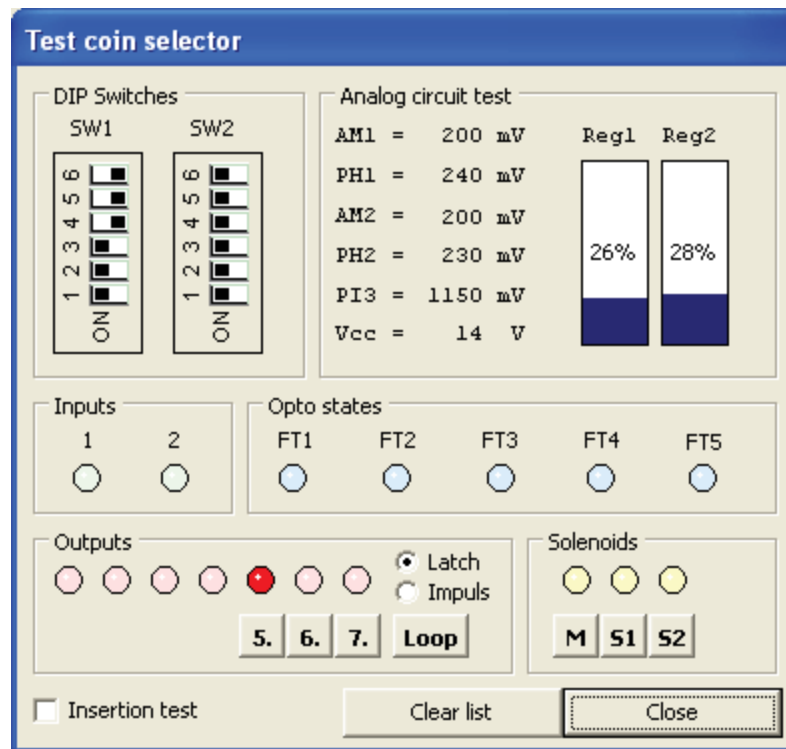 Test coin selector
DIP Switches
SW1 SW2
6 6
5 5
4 4
3 3
2 2
1 1
ON ON
Analog circuit test
AM1 = 200 mV
PH1 = 240 mV
AM2 = 200 mV
PH2 = 230 mV
PI3 = 1150 mV
Vcc = 14 V
Reg1 Reg2
26% 28%
Inputs
1 2
Opto states
FT1 FT2 FT3 FT4 FT5
Outputs
Latch
Impuls
5. 6. 7. Loop
Solenoids
M S1 S2
Insertion test
Clear list
Close